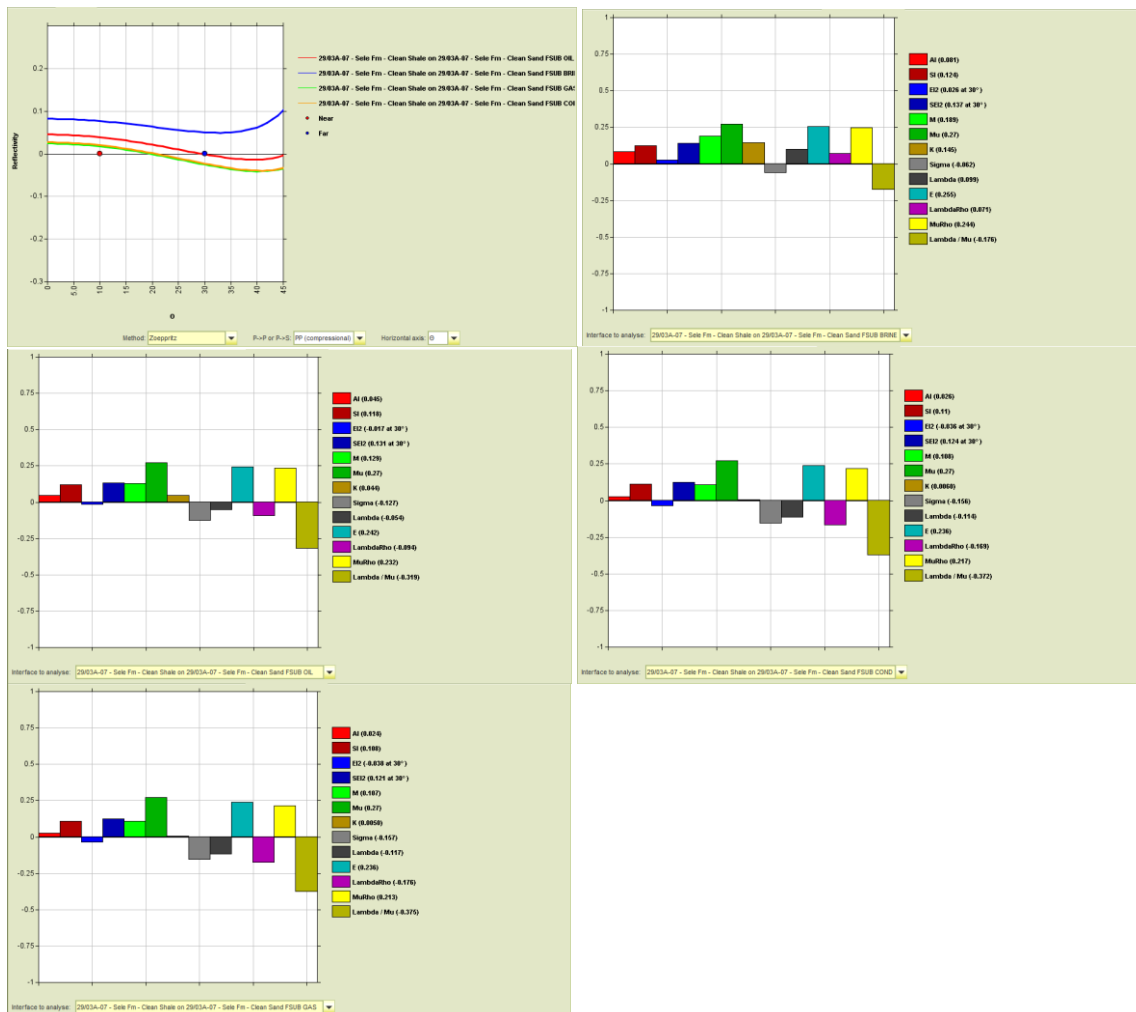 0.2
0.1
0
-0.1
-0.2
-0.3
Reflectivity
0
5.0
10
15
20
25
30
35
40
45
Θ
29/03A-07 - Sele Fm - Clean Shale on 29/03A-07 - Sele Fm - Clean Sand FSUB OIL
29/03A-07 - Sele Fm - Clean Shale on 29/03A-07 - Sele Fm - Clean Sand FSUB BRI
29/03A-07 - Sele Fm - Clean Shale on 29/03A-07 - Sele Fm - Clean Sand FSUB GAS
29/03A-07 - Sele Fm - Clean Shale on 29/03A-07 - Sele Fm - Clean Sand FSUB CO
Near
Far
Method: Zoeppritz P->P or P->S: PP (compressional) Horizontal axis: Θ
1
0.75
0.5
0.25
0
-0.25
-0.5
-0.75
-1
AI (0.081)
SI (0.124)
EI2 (0.026 at 30°)
SEI2 (0.137 at 30°)
M (0.189)
Mu (0.27)
K (0.145)
Sigma (-0.062)
Lambda (0.099)
E (0.255)
LambdaRho (0.071)
MuRho (0.244)
Lambda / Mu (-0.176)
Interface to analyse: 29/03A-07 - Sele Fm - Clean Shale on 29/03A-07 - Sele Fm - Clean Sand FSUB BRINE
1
0.75
0.5
0.25
0
-0.25
-0.5
-0.75
-1
AI (0.045)
SI (0.118)
EI2 (-0.017 at 30°)
SEI2 (0.131 at 30°)
M (0.129)
Mu (0.27)
K (0.044)
Sigma (-0.127)
Lambda (-0.054)
E (0.242)
LambdaRho (-0.094)
MuRho (0.232)
Lambda / Mu (-0.319)
Interface to analyse: 29/03A-07 - Sele Fm - Clean Shale on 29/03A-07 - Sele Fm - Clean Sand FSUB OIL
1
0.75
0.5
0.25
0
-0.25
-0.5
-0.75
-1
AI (0.026)
SI (0.11)
EI2 (-0.036 at 30°)
SEI2 (0.124 at 30°)
M (0.108)
Mu (0.27)
K (0.0068)
Sigma (-0.156)
Lambda (-0.114)
E (0.236)
LambdaRho (-0.169)
MuRho (0.217)
Lambda / Mu (-0.372)
Interface to analyse: 29/03A-07 - Sele Fm - Clean Shale on 29/03A-07 - Sele Fm - Clean Sand FSUB COND
1
0.75
0.5
0.25
0
-0.25
-0.5
-0.75
-1
AI (0.024)
SI (0.108)
EI2 (-0.038 at 30°)
SEI2 (0.121 at 30°)
M (0.107)
Mu (0.27)
K (0.0058)
Sigma (-0.157)
Lambda (-0.117)
E (0.236)
LambdaRho (-0.176)
MuRho (0.213)
Lambda / Mu (-0.375)
Interface to analyse: 29/03A-07 - Sele Fm - Clean Shale on 29/03A-07 - Sele Fm - Clean Sand FSUB GAS